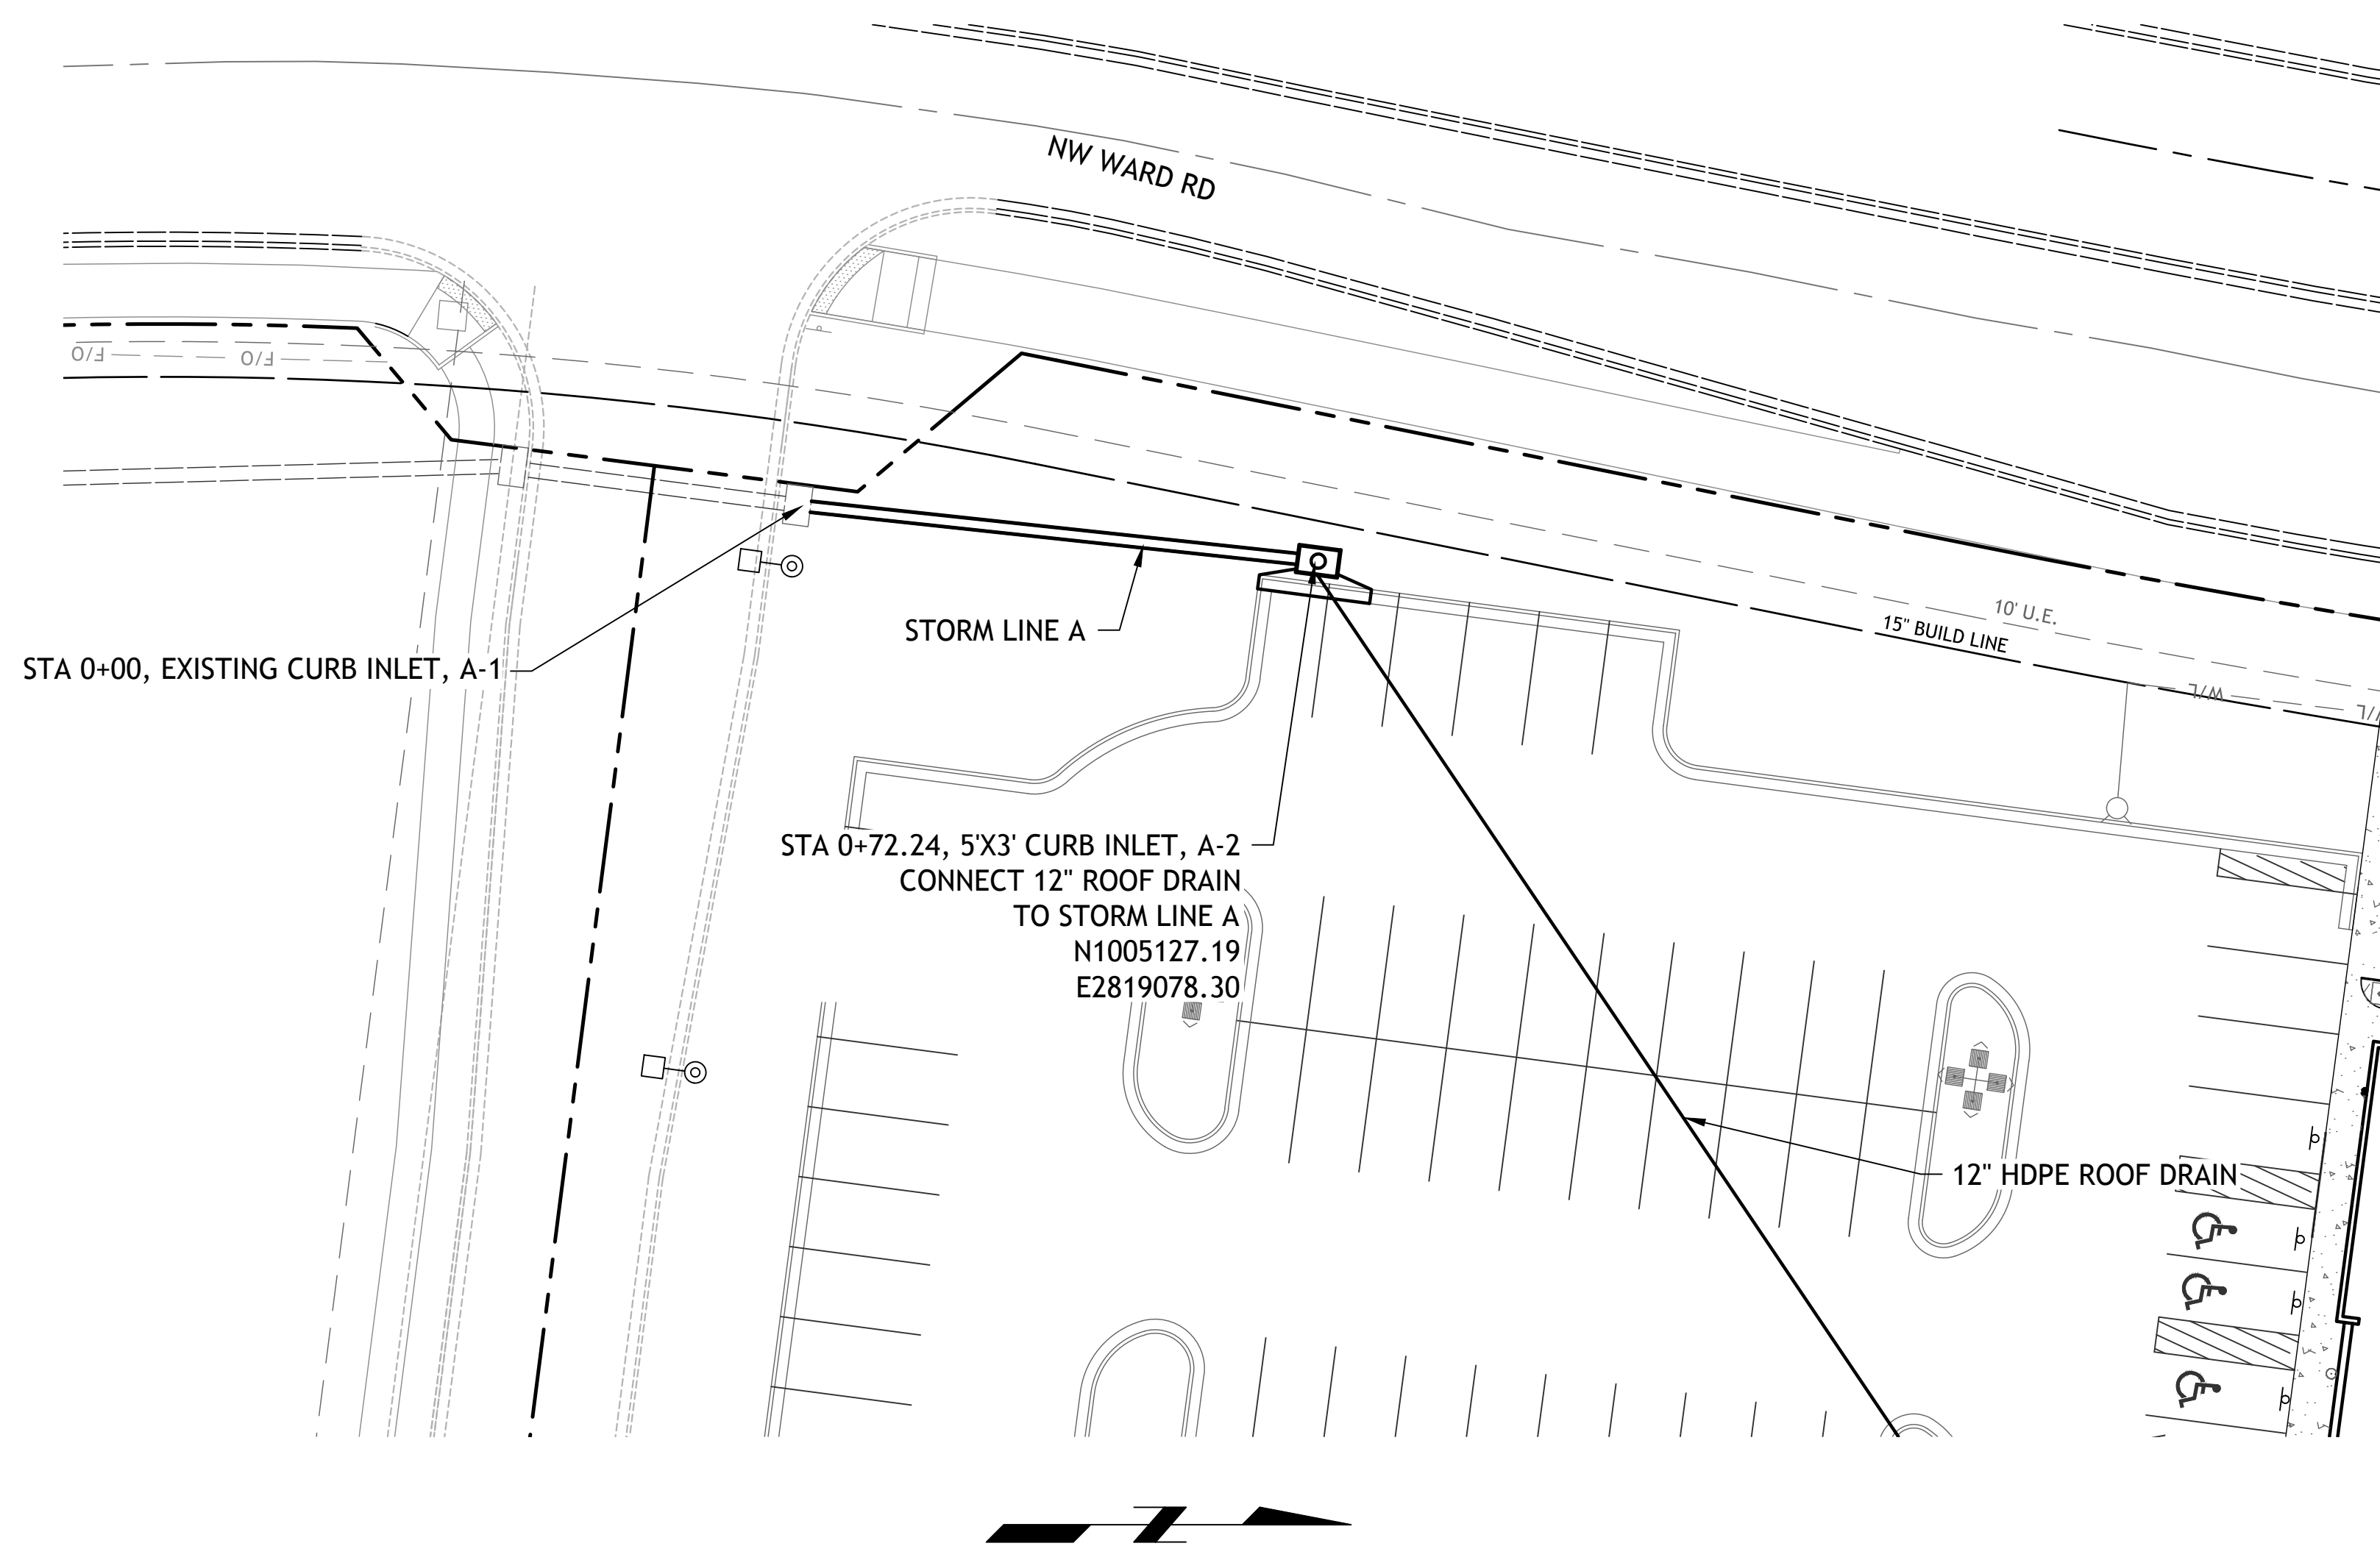 NW WARD RD
F/O
F/O
10' U.E.
15" BUILD LINE
STORM LINE A
STA 0+00, EXISTING CURB INLET, A-1
W/L
W/L
STA 0+72.24, 5'X3' CURB INLET, A-2
CONNECT 12" ROOF DRAIN
TO STORM LINE A
N1005127.19
E2819078.30
12" HDPE ROOF DRAIN
Z